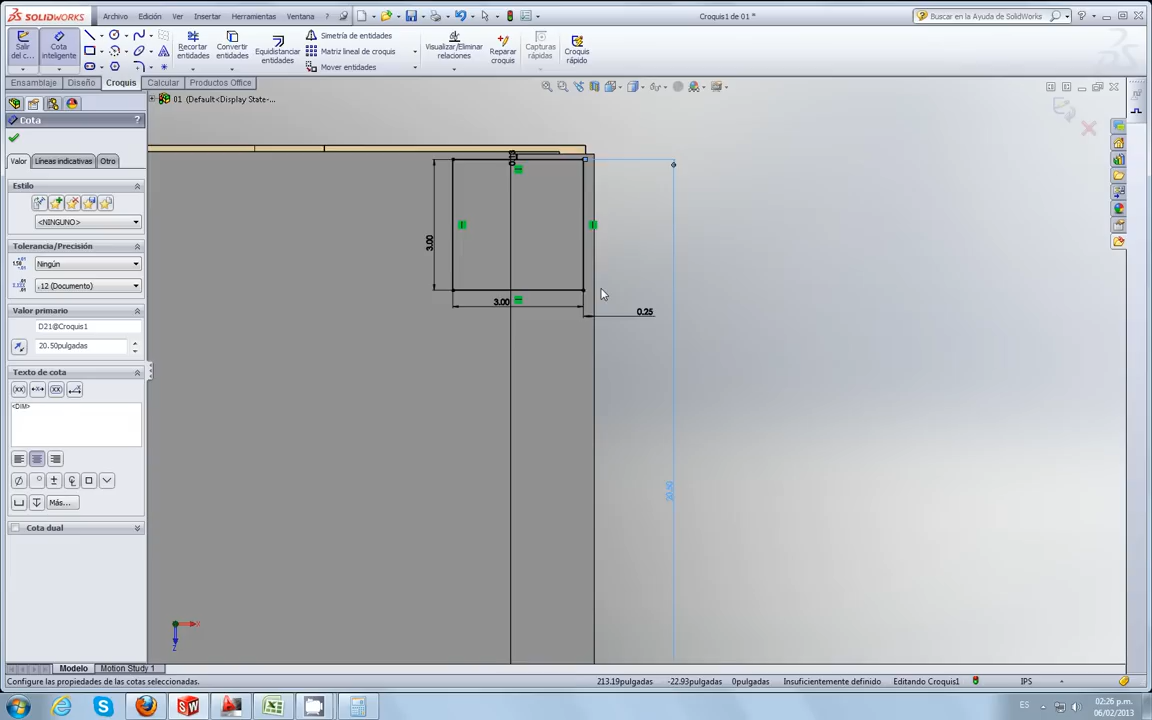 SOLIDWORKS
Archivo Edición Ver Insertar Herramientas Ventana ?
Croquis1 de 01 *
Buscar en la Ayuda de SolidWorks
Salir del c...
Cota inteligente
Recortar entidades
Convertir entidades
Equidistanciar entidades
Simetría de entidades
Matriz lineal de croquis
Mover entidades
Visualizar/Eliminar relaciones
Reparar croquis
Capturas rápidas
Croquis rápido
Ensamblaje Diseño Croquis Calcular Productos Office
01 (Default<Display State-...
Cota ?
Valor Líneas indicativas Otro
Estilo
<NINGUNO>
Tolerancia/Precisión
Ningún
.12 (Documento)
Valor primario
D21@Croquis1
20.50pulgadas
Texto de cota
<DIM>
Más...
Cota dual
3.00
3.00
0.25
20.50
X
Z
Modelo Motion Study 1
Configure las propiedades de las cotas seleccionadas.
213.19pulgadas -22.93pulgadas 0pulgadas Insuficientemente definido Editando Croquis1 IPS
ES
02:26 p.m.
06/02/2013